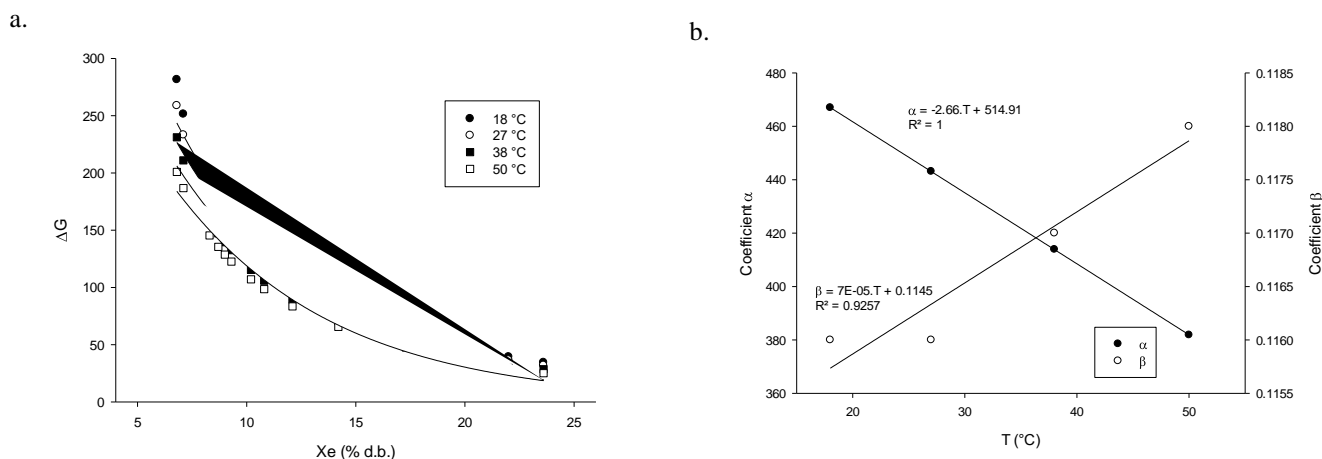 a.
300
250
200
150
100
50
0
5
10
15
20
25
ΔG
Xe (% d.b.)
18 °C
27 °C
38 °C
50 °C
b.
480
460
440
420
400
380
360
0.1185
0.1180
0.1175
0.1170
0.1165
0.1160
0.1155
20
30
40
50
Coefficient α
Coefficient β
T (°C)
α = -2.66.T + 514.91
R² = 1
β = 7E-05.T + 0.1145
R² = 0.9257
α
β